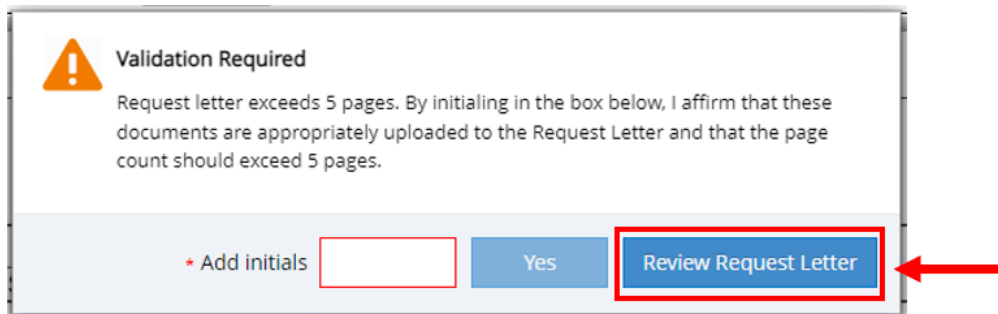 Validation Required
Request letter exceeds 5 pages. By initialing in the box below, I affirm that these
documents are appropriately uploaded to the Request Letter and that the page
count should exceed 5 pages.
* Add initials Yes Review Request Letter